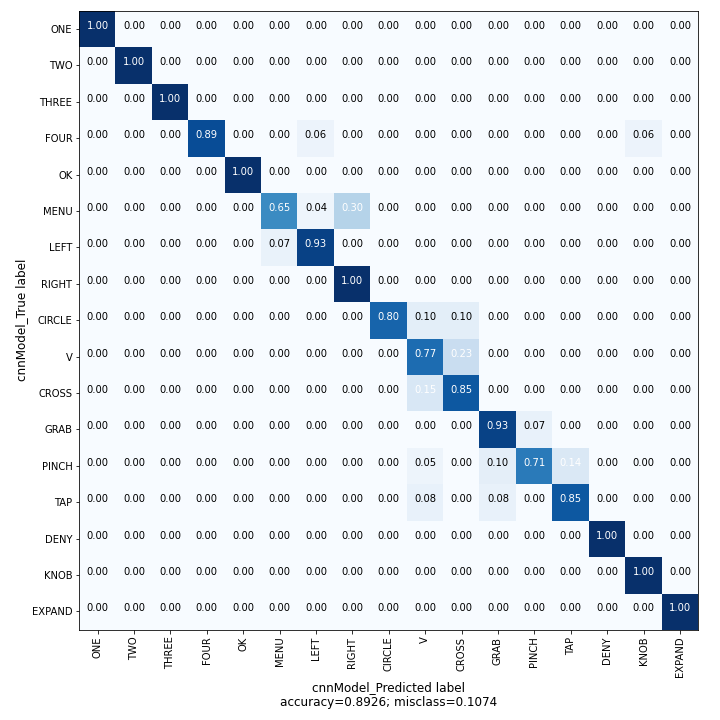 ONE 1.00 0.00 0.00 0.00 0.00 0.00 0.00 0.00 0.00 0.00 0.00 0.00 0.00 0.00 0.00 0.00 0.00
TWO 0.00 1.00 0.00 0.00 0.00 0.00 0.00 0.00 0.00 0.00 0.00 0.00 0.00 0.00 0.00 0.00 0.00
THREE 0.00 0.00 1.00 0.00 0.00 0.00 0.00 0.00 0.00 0.00 0.00 0.00 0.00 0.00 0.00 0.00 0.00
FOUR 0.00 0.00 0.00 0.89 0.00 0.00 0.06 0.00 0.00 0.00 0.00 0.00 0.00 0.00 0.00 0.06 0.00
OK 0.00 0.00 0.00 0.00 1.00 0.00 0.00 0.00 0.00 0.00 0.00 0.00 0.00 0.00 0.00 0.00 0.00
MENU 0.00 0.00 0.00 0.00 0.00 0.65 0.04 0.30 0.00 0.00 0.00 0.00 0.00 0.00 0.00 0.00 0.00
LEFT 0.00 0.00 0.00 0.00 0.00 0.07 0.93 0.00 0.00 0.00 0.00 0.00 0.00 0.00 0.00 0.00 0.00
RIGHT 0.00 0.00 0.00 0.00 0.00 0.00 0.00 1.00 0.00 0.00 0.00 0.00 0.00 0.00 0.00 0.00 0.00
CIRCLE 0.00 0.00 0.00 0.00 0.00 0.00 0.00 0.00 0.80 0.10 0.10 0.00 0.00 0.00 0.00 0.00 0.00
V 0.00 0.00 0.00 0.00 0.00 0.00 0.00 0.00 0.00 0.77 0.23 0.00 0.00 0.00 0.00 0.00 0.00
CROSS 0.00 0.00 0.00 0.00 0.00 0.00 0.00 0.00 0.00 0.15 0.85 0.00 0.00 0.00 0.00 0.00 0.00
GRAB 0.00 0.00 0.00 0.00 0.00 0.00 0.00 0.00 0.00 0.00 0.00 0.93 0.07 0.00 0.00 0.00 0.00
PINCH 0.00 0.00 0.00 0.00 0.00 0.00 0.00 0.00 0.00 0.05 0.00 0.10 0.71 0.14 0.00 0.00 0.00
TAP 0.00 0.00 0.00 0.00 0.00 0.00 0.00 0.00 0.00 0.08 0.00 0.08 0.00 0.85 0.00 0.00 0.00
DENY 0.00 0.00 0.00 0.00 0.00 0.00 0.00 0.00 0.00 0.00 0.00 0.00 0.00 0.00 1.00 0.00 0.00
KNOB 0.00 0.00 0.00 0.00 0.00 0.00 0.00 0.00 0.00 0.00 0.00 0.00 0.00 0.00 0.00 1.00 0.00
EXPAND 0.00 0.00 0.00 0.00 0.00 0.00 0.00 0.00 0.00 0.00 0.00 0.00 0.00 0.00 0.00 0.00 1.00
cnnModel_True label
ONE TWO THREE FOUR OK MENU LEFT RIGHT CIRCLE V CROSS GRAB PINCH TAP DENY KNOB EXPAND
cnnModel_Predicted label
accuracy=0.8926; misclass=0.1074